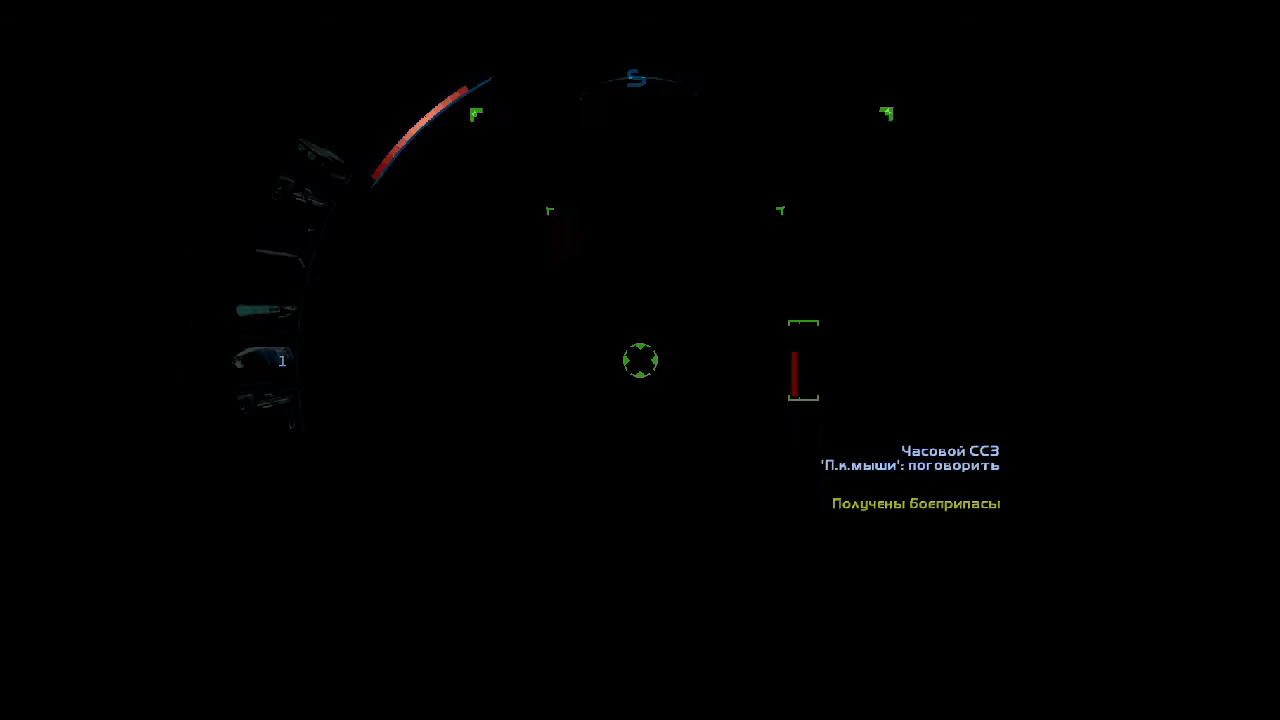 S
1
Часовой ССЗ
'П.к.мыши': поговорить
Получены боеприпасы